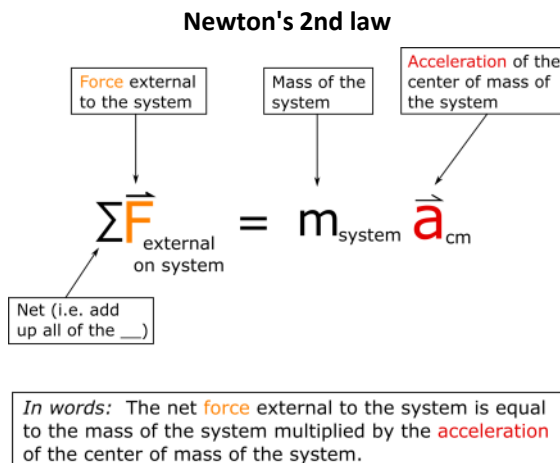 Newton's 2nd law
Force external
to the system
Mass of the
system
Acceleration of the
center of mass of
the system
∑F external on system = m system a cm
Net (i.e. add
up all of the __)
In words: The net force external to the system is equal
to the mass of the system multiplied by the acceleration
of the center of mass of the system.